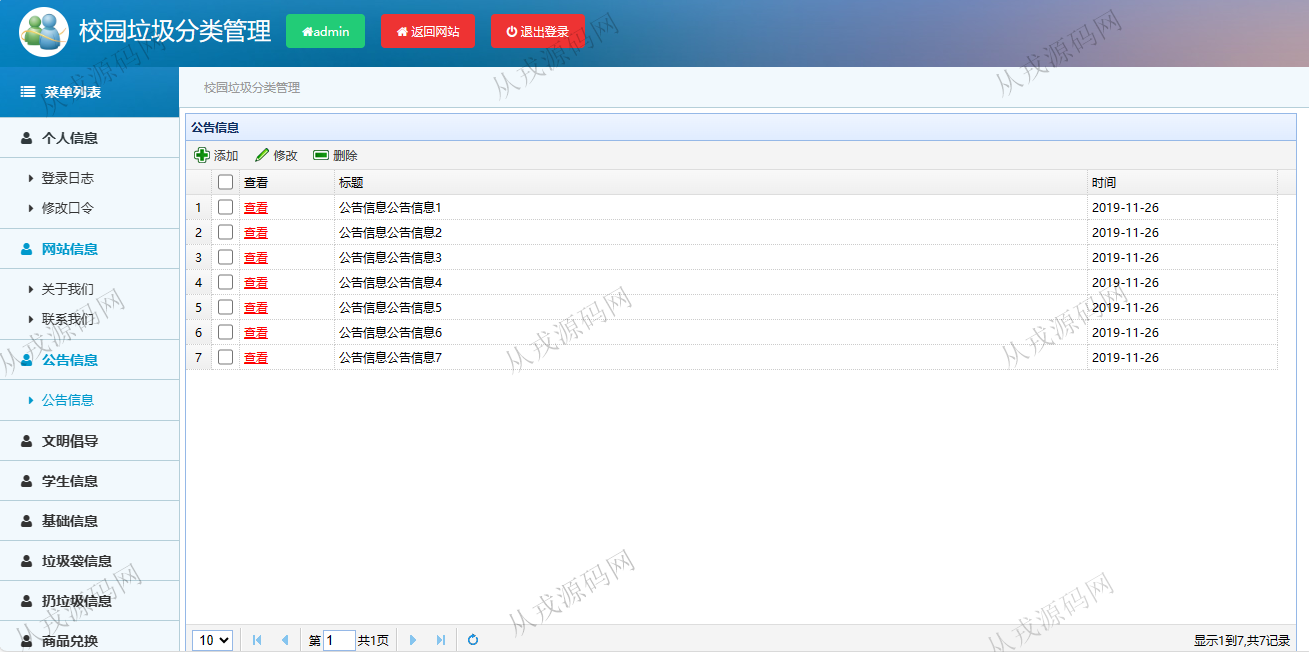 校园垃圾分类管理 admin 返回网站 退出登录
菜单列表
校园垃圾分类管理
个人信息
登录日志
修改口令
网站信息
关于我们
联系我们
公告信息
公告信息
文明倡导
学生信息
基础信息
垃圾袋信息
扔垃圾信息
商品兑换
公告信息
添加 修改 删除
查看 标题 时间
1 查看 公告信息公告信息1 2019-11-26
2 查看 公告信息公告信息2 2019-11-26
3 查看 公告信息公告信息3 2019-11-26
4 查看 公告信息公告信息4 2019-11-26
5 查看 公告信息公告信息5 2019-11-26
6 查看 公告信息公告信息6 2019-11-26
7 查看 公告信息公告信息7 2019-11-26
10 第 1 共1页 显示1到7,共7记录
从戎源码网
从戎源码网
从戎源码网
从戎源码网
从戎源码网
从戎源码网
从戎源码网
从戎源码网
从戎源码网